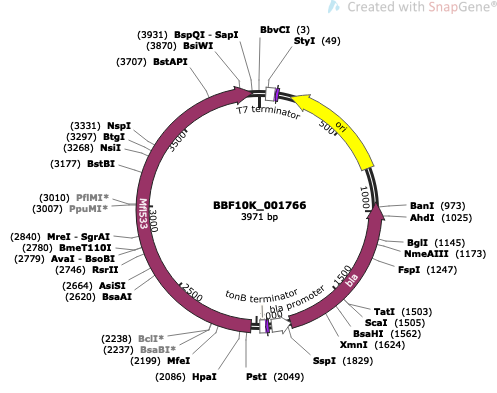 Created with SnapGene®
(3931) BspQI - SapI
BbvCI (3)
(3870) BsiWI
StyI (49)
(3707) BstAPI
T7 terminator
ori
500
3500
(3331) NspI
(3297) BtgI
(3268) NsiI
(3177) BstBI
(3010) PflMI*
(3007) PpuMI*
BBF10K_001766
3971 bp
1000
BanI (973)
AhdI (1025)
3000
Mfl533
(2840) MreI - SgrAI
(2780) BmeT110I
(2779) AvaI - BsoBI
(2746) RsrII
(2664) AsiSI
(2620) BsaAI
BglI (1145)
NmeAIII (1173)
FspI (1247)
1500
bla
2500
tonB terminator
bla promoter
TatI (1503)
ScaI (1505)
BsaHI (1562)
XmnI (1624)
(2238) BclI*
(2237) BsaBI*
(2199) MfeI
(2086) HpaI
PstI (2049)
SspI (1829)